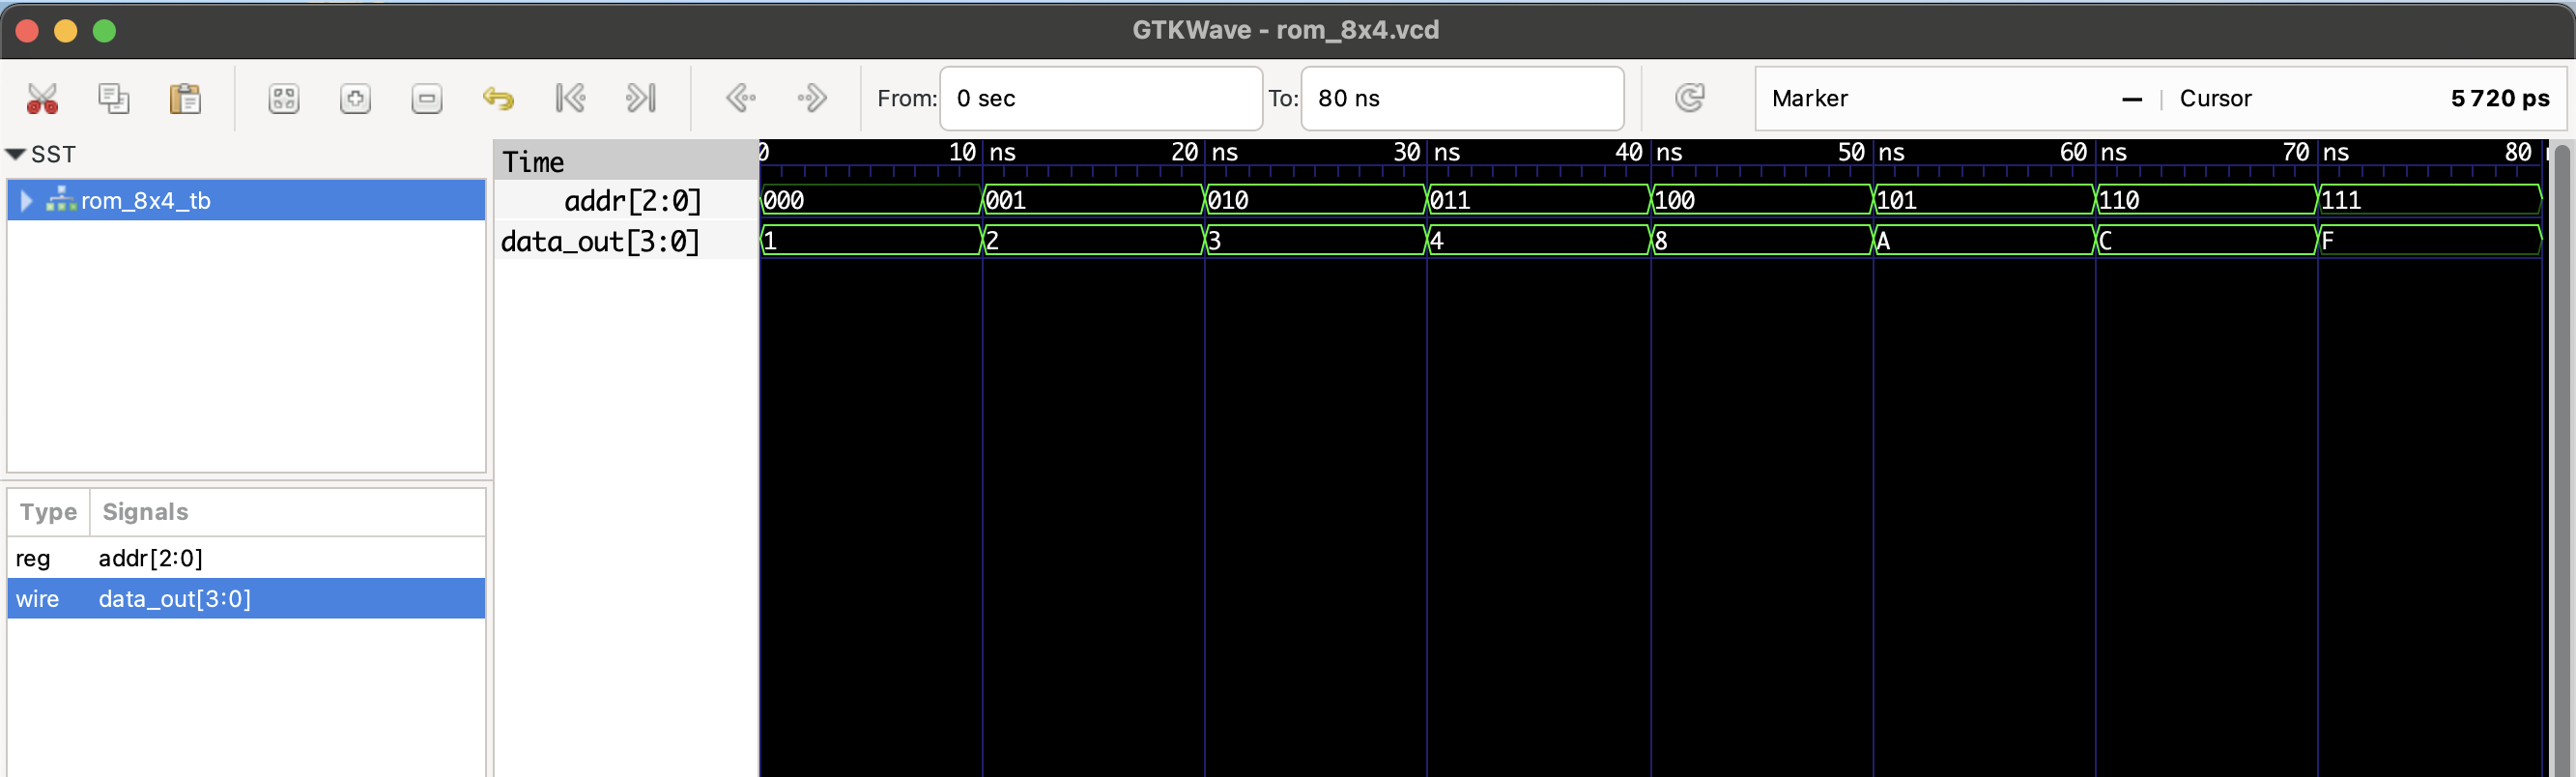 GTKWave - rom_8x4.vcd
From: 0 sec To: 80 ns Marker — | Cursor 5 720 ps
SST
rom_8x4_tb
Type Signals
reg addr[2:0]
wire data_out[3:0]
Time 0 10 ns 20 ns 30 ns 40 ns 50 ns 60 ns 70 ns 80
addr[2:0] 000 001 010 011 100 101 110 111
data_out[3:0] 1 2 3 4 8 A C F